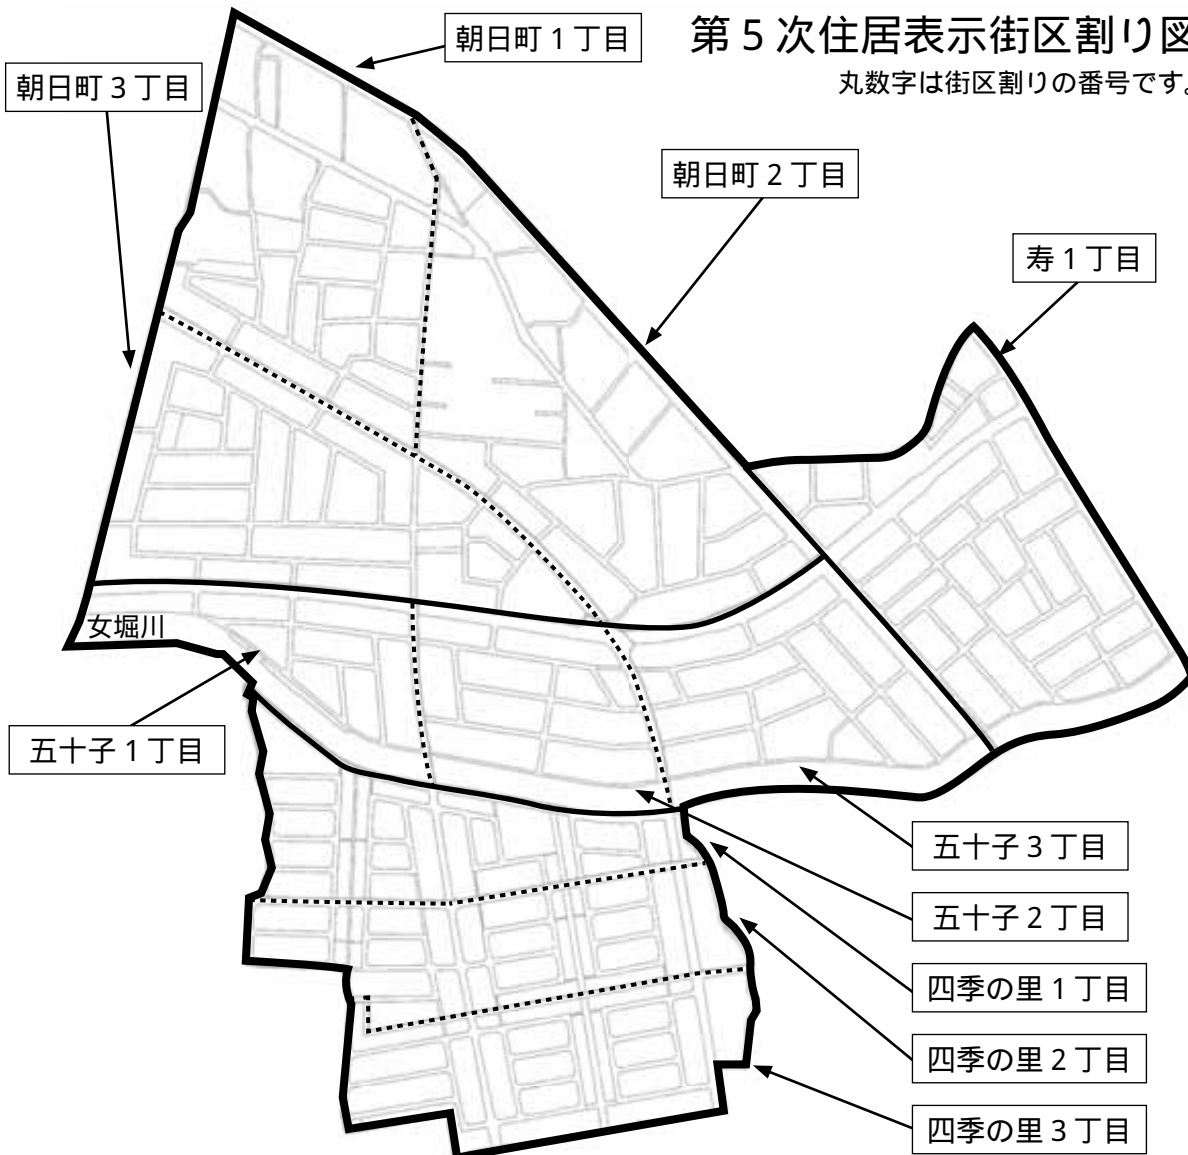 第5次住居表示街区割り図
丸数字は街区割りの番号です。
朝日町1丁目
朝日町3丁目
朝日町2丁目
寿1丁目
女堀川
五十子1丁目
五十子3丁目
五十子2丁目
四季の里1丁目
四季の里2丁目
四季の里3丁目